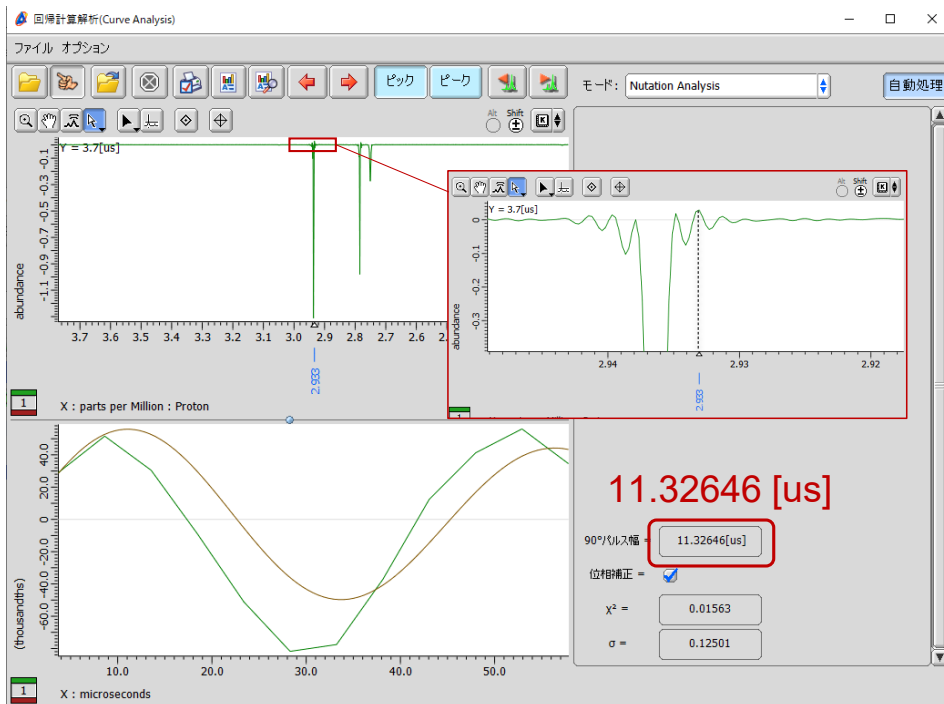 回帰計算解析(Curve Analysis)
ファイル オプション
ピック ピーク モード: Nutation Analysis 自動処理
Alt Shift
Y = 3.7[us]
abundance
-0.1
-0.3
-0.5
-0.7
-0.9
-1.1
3.7 3.6 3.5 3.4 3.3 3.2 3.1 3.0 2.9 2.8 2.7 2.6
2.933
1 X : parts per Million : Proton
Alt Shift
Y = 3.7[us]
abundance
0
-0.1
-0.2
-0.3
2.94 2.93 2.92
2.933
(thousandths)
40.0
20.0
0
-20.0
-40.0
-60.0
10.0 20.0 30.0 40.0 50.0
1 X : microseconds
11.32646 [us]
90°パルス幅 = 11.32646[us]
位相補正 =
χ² = 0.01563
σ = 0.12501